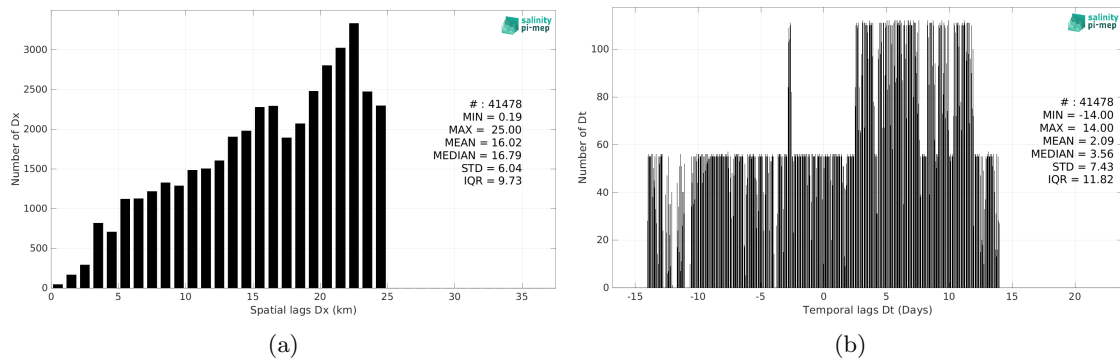 salinity
pi-mep
3000
2500
2000
1500
1000
500
0
Number of Dx
# : 41478
MIN = 0.19
MAX = 25.00
MEAN = 16.02
MEDIAN = 16.79
STD = 6.04
IQR = 9.73
0 5 10 15 20 25 30 35
Spatial lags Dx (km)
(a)
salinity
pi-mep
100
80
60
40
20
0
Number of Dt
# : 41478
MIN = -14.00
MAX = 14.00
MEAN = 2.09
MEDIAN = 3.56
STD = 7.43
IQR = 11.82
-15 -10 -5 0 5 10 15 20
Temporal lags Dt (Days)
(b)